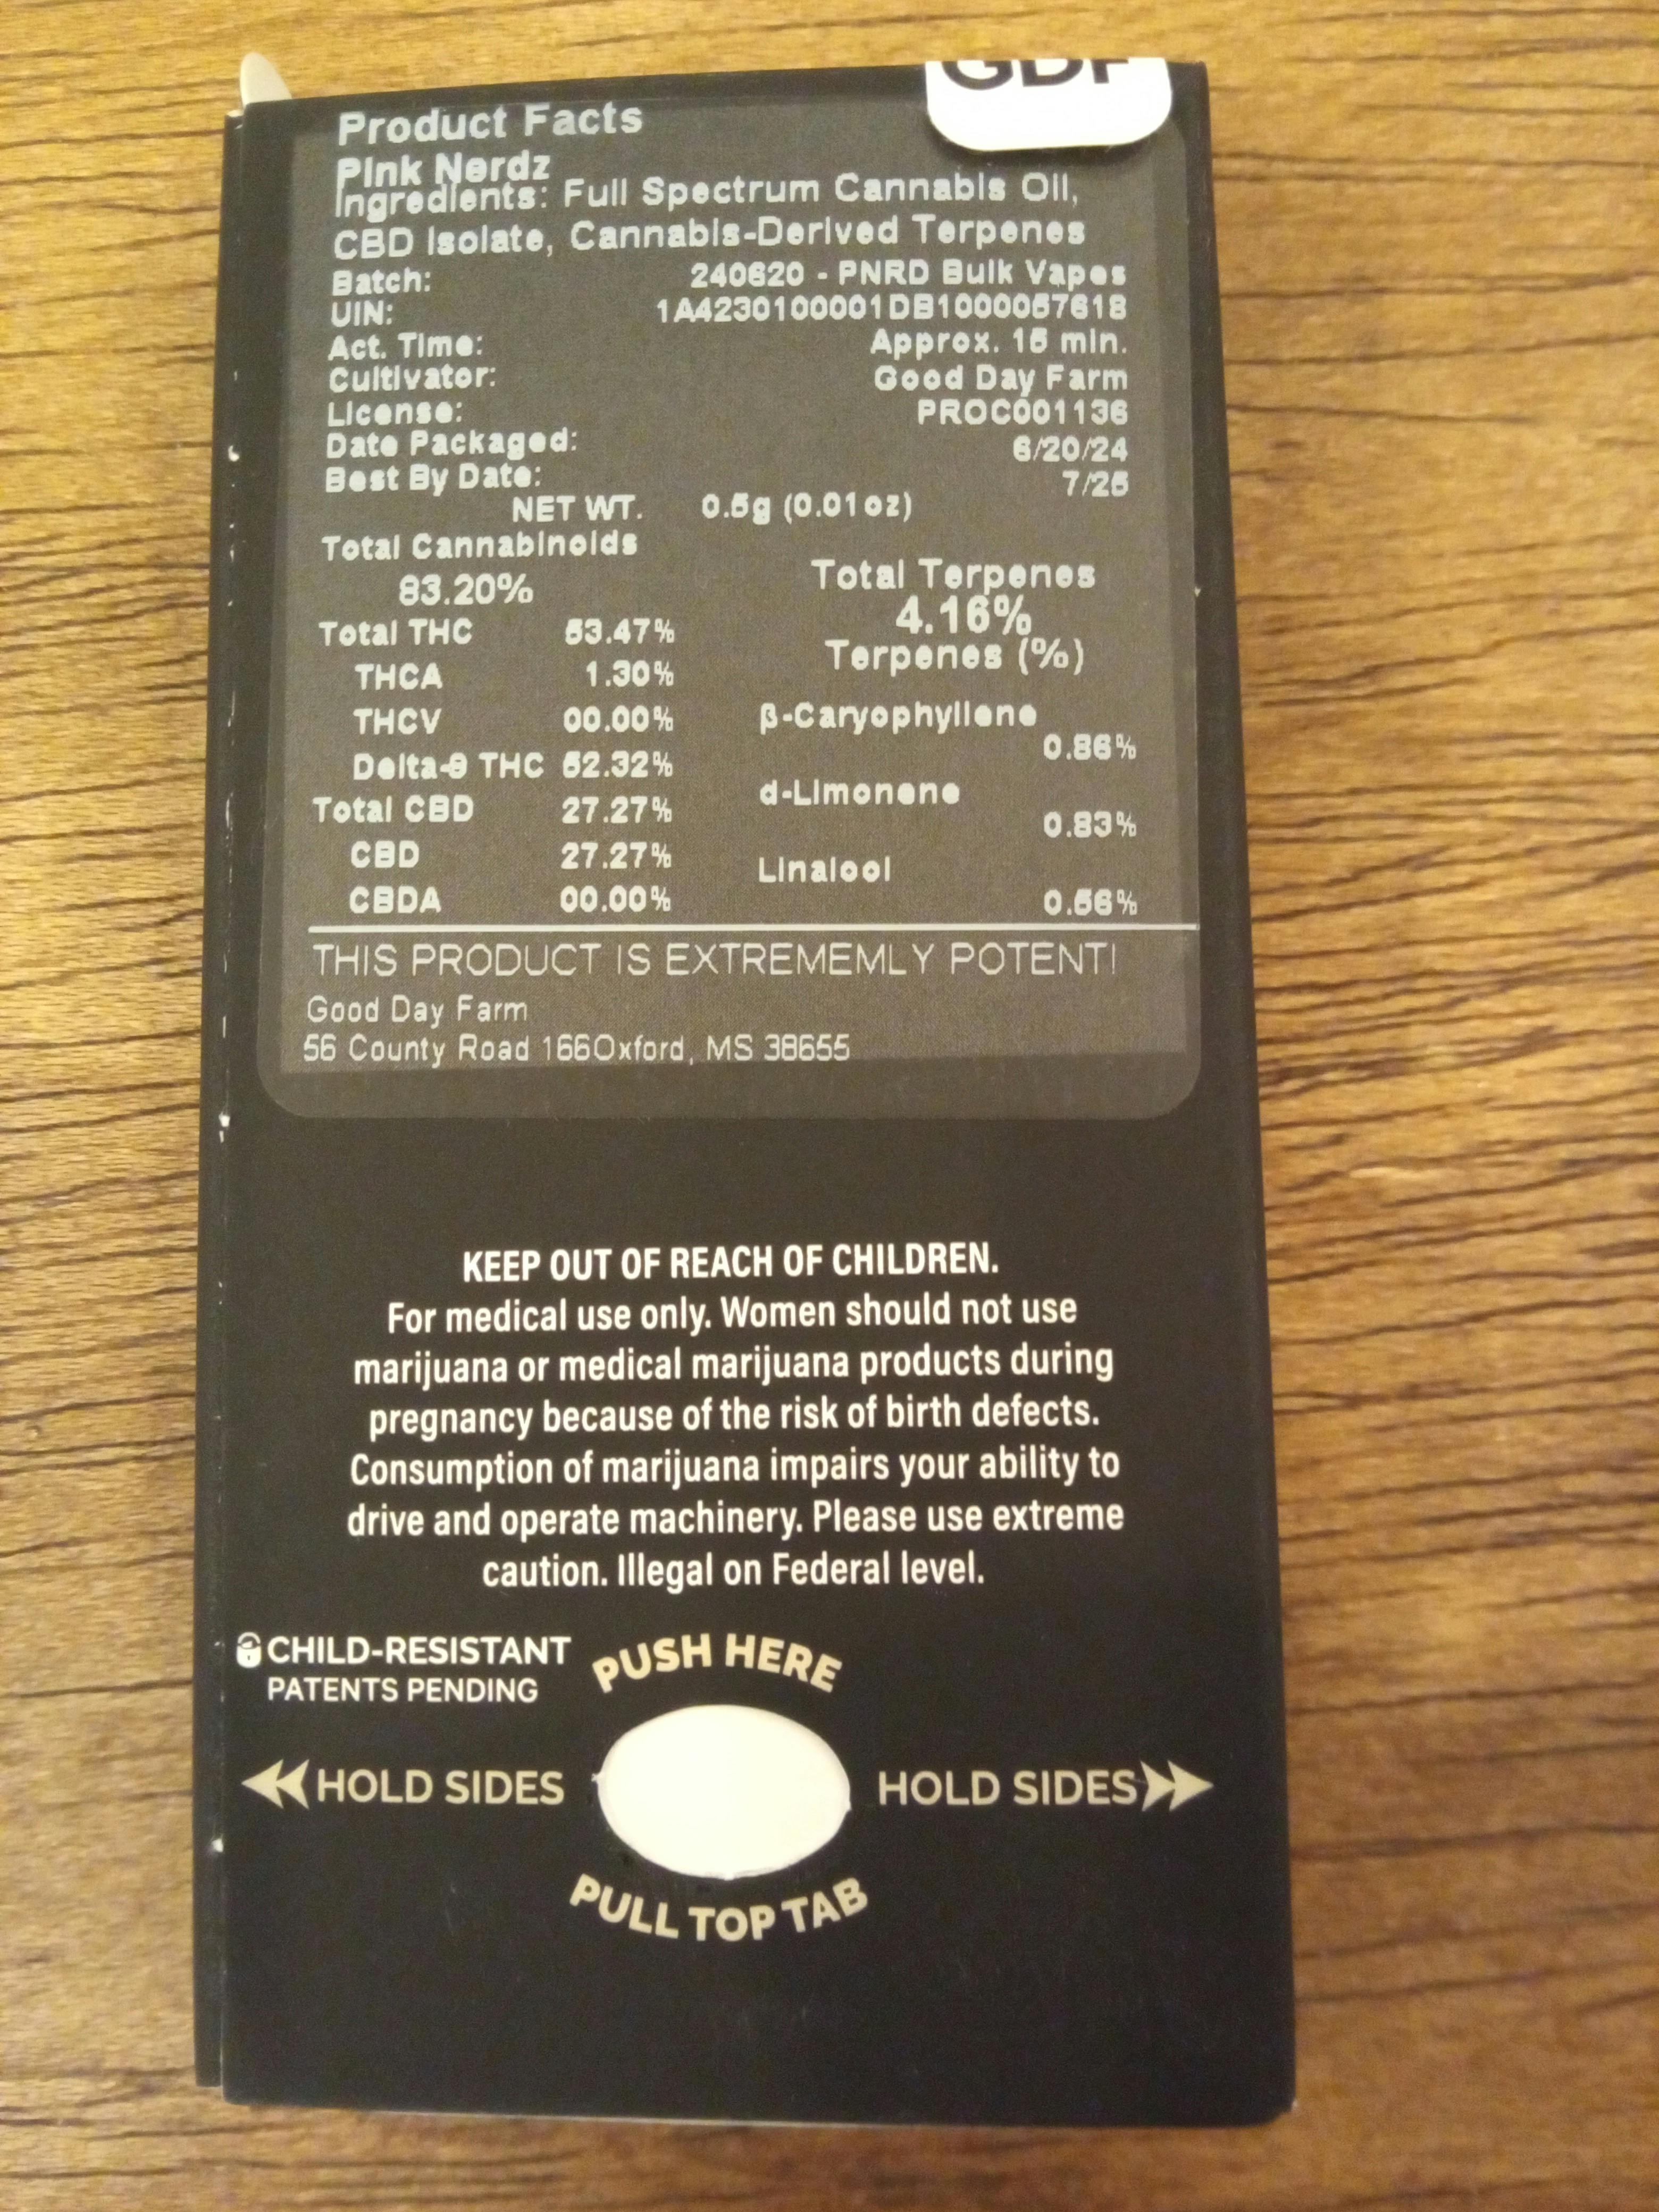 GDF
Product Facts
Pink Nerdz
Ingredients: Full Spectrum Cannabis Oil,
CBD Isolate, Cannabis-Derived Terpenes
Batch: 240620 - PNRD Bulk Vapes
UIN: 1A4230100001DB1000057618
Act. Time: Approx. 15 min.
Cultivator: Good Day Farm
License: PROC001136
Date Packaged: 6/20/24
Best By Date: 7/25
NET WT. 0.5g (0.01oz)
Total Cannabinoids
83.20%
Total THC 53.47%
THCA 1.30%
THCV 00.00%
Delta-9 THC 52.32%
Total CBD 27.27%
CBD 27.27%
CBDA 00.00%
Total Terpenes
4.16%
Terpenes (%)
β-Caryophyllene
0.86%
d-Limonene
0.83%
Linalool
0.56%
THIS PRODUCT IS EXTREMEMLY POTENT!
Good Day Farm
56 County Road 166Oxford, MS 38655
KEEP OUT OF REACH OF CHILDREN.
For medical use only. Women should not use
marijuana or medical marijuana products during
pregnancy because of the risk of birth defects.
Consumption of marijuana impairs your ability to
drive and operate machinery. Please use extreme
caution. Illegal on Federal level.
CHILD-RESISTANT
PATENTS PENDING
PUSH HERE
HOLD SIDES
HOLD SIDES
PULL TOP TAB